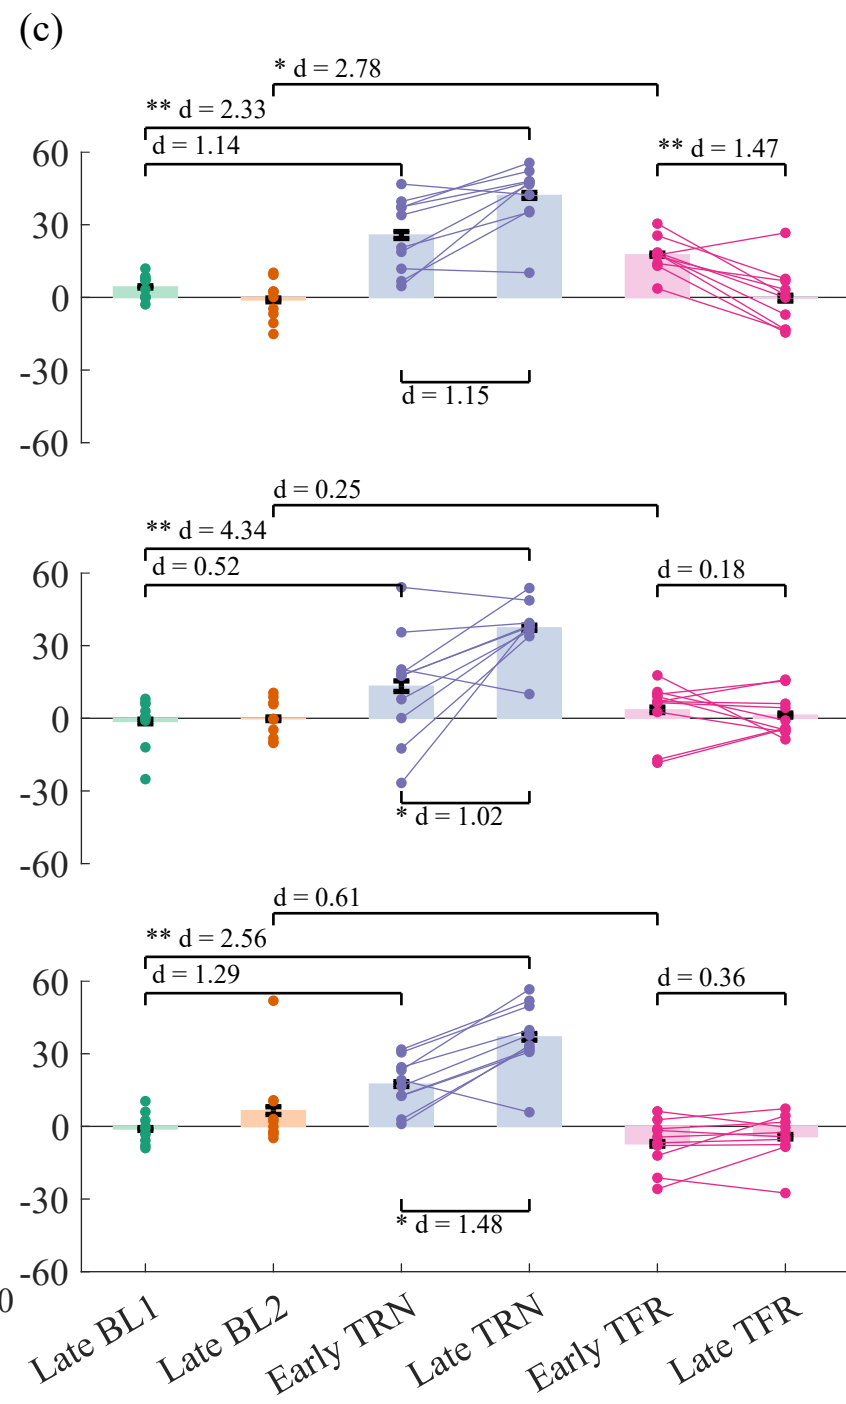 (c)
* d = 2.78
** d = 2.33
d = 1.14
** d = 1.47
60
30
0
-30
-60
d = 1.15
d = 0.25
** d = 4.34
d = 0.52
d = 0.18
60
30
0
-30
-60
* d = 1.02
d = 0.61
** d = 2.56
d = 1.29
d = 0.36
60
30
0
-30
-60
* d = 1.48
0
Late BL1
Late BL2
Early TRN
Late TRN
Early TFR
Late TFR